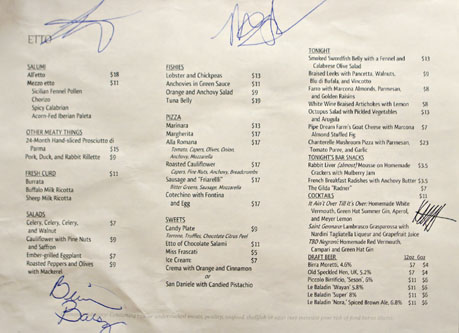 ETTO
SALUMI
All'etto $38
Mezzo etto $31
Sicilian Fennel Pollen
Chorizo
Spicy Calabrian
Acorn-Fed Iberian Paleta
OTHER MEATY THINGS
24-Month Hand-sliced Prosciutto di
Parma $15
Pork, Duck, and Rabbit Rillette $9
FRESH CURD $11
Burrata
Buffalo Milk Ricotta
Sheep Milk Ricotta
SALADS
Celery, Celery, Celery, $7
and Walnut
Cauliflower with Pine Nuts $9
and Saffron
Ember-grilled Eggplant $7
Roasted Peppers and Olives $9
with Mackerel
FISHIES
Lobster and Chickpeas $13
Anchovies in Green Sauce $11
Orange and Anchovy Salad $9
Tuna Belly $19
PIZZA
Marinara $11
Margherita $17
Alla Romana $17
Tomato, Capers, Olives, Onino
Anchovy, Mozzarella
Roasted Cauliflower $17
Capers, Pine Nuts, Anchovy, Breadcrumbs
Sausage and "Friarelli" $17
Bitter Greens, Sausage, Mozzarella
Cotechino with Fontina
and Egg $17
SWEETS
Candy Plate $9
Torrone, Truffles, Chocolate Citrus Peel
Etto of Chocolate Salami $11
Miss Frascati $5
Ice Cream $7
Crema with Orange and Cinnamon
or
San Daniele with Candied Pistachio
TONIGHT
Smoked Swordfish Belly with a Fennel and $13
Calabrese Olive Salad
Braised Leeks with Pancetta, Walnuts, $9
Blu di Bufala, and Vincotto
Farro with Marcona Almonds, Parmesan, $8
and Golden Raisins
White Wine Braised Artichokes with Lemon $8
Octopus Salad with Pickled Vegetables $13
and Arugula
Pipe Dream Farm's Goat Cheese with Marcona $7
Almond Stuffed Fig
Chanterelle Mushroom Pizza with Parmesan, $23
Tomato Puree, and Garlic
TONIGHT'S BAR SNACKS
Rabbit Liver (almost) Mousse on Homemade $3.5
Crackers with Mulberry Jam
French Breakfast Radishes with Anchovy Butter $3.5
The Gilda "Rodner" $7
COCKTAILS $11
It Ain't Over Till It's Over: Homemade White
Vermouth, Green Hat Summer Gin, Aperol,
and Meyer Lemon
Saint Gennaro: Lambrusco Grasparossa with
Nardini Tagliatella Liqueur and Grapefruit Juice
TBD Negroni: Homemade Red Vermouth,
Campari and Green Hat Gin
DRAFT BEER 12oz 6oz
Birra Moretti, 4.6% $7 $4
Old Speckled Hen, UK, 5.2% $7 $4
Piccolo Birrificio, 'Seson', 6% $11 $6
Le Baladin 'Wayan' 5.8% $11 $6
Le Baladin 'Super' 8% $11 $6
Le Baladin 'Nora,' Spiced Brown Ale, 6.8% $11 $6